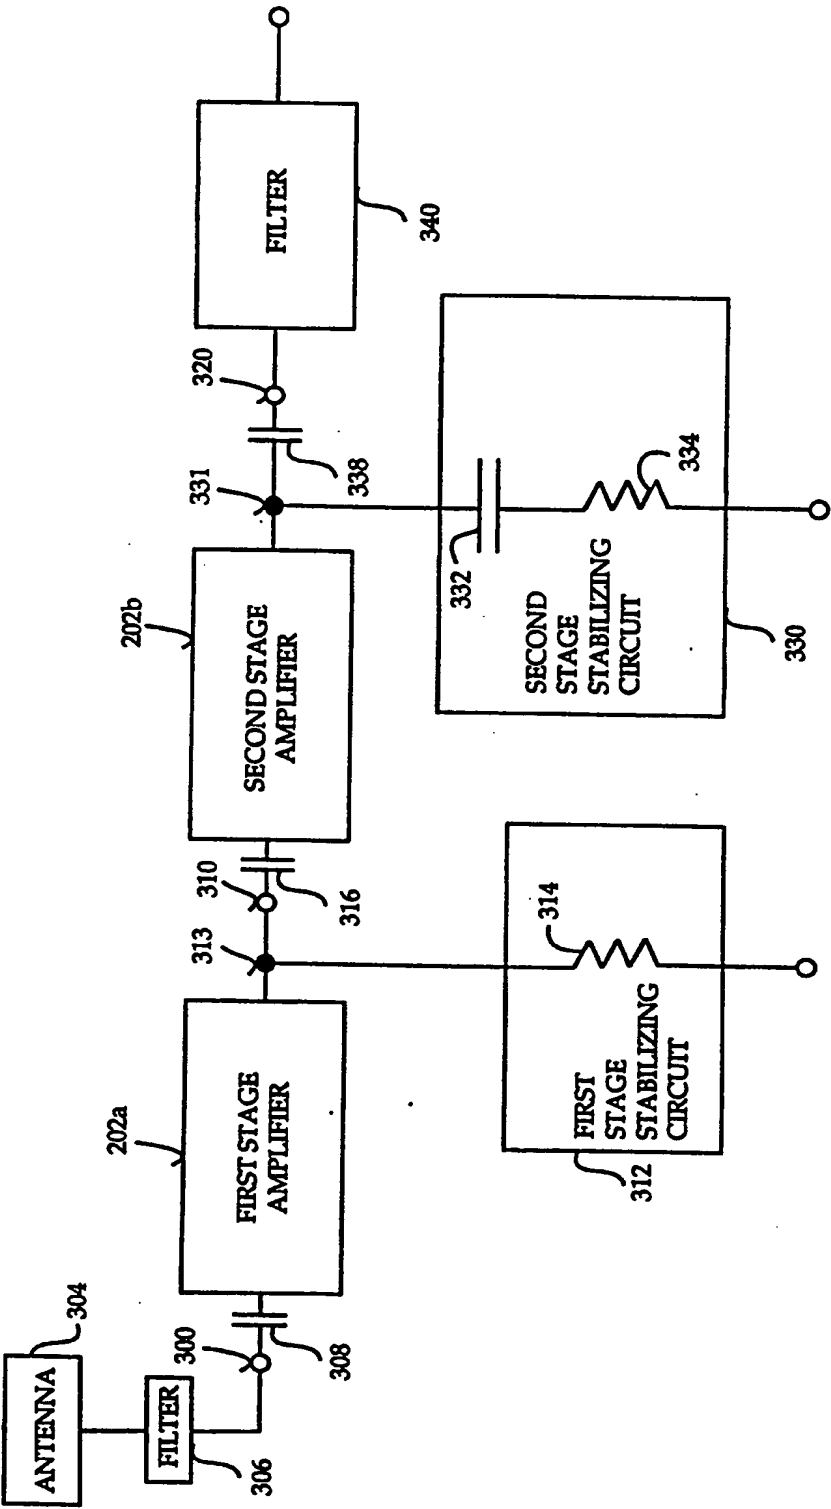 ANTENNA
304
FILTER
306
300
308
202a
FIRST STAGE
AMPLIFIER
313
310
316
202b
SECOND STAGE
AMPLIFIER
331
320
338
FILTER
340
314
FIRST
STAGE
STABILIZING
CIRCUIT
312
332
334
SECOND
STAGE
STABILIZING
CIRCUIT
330